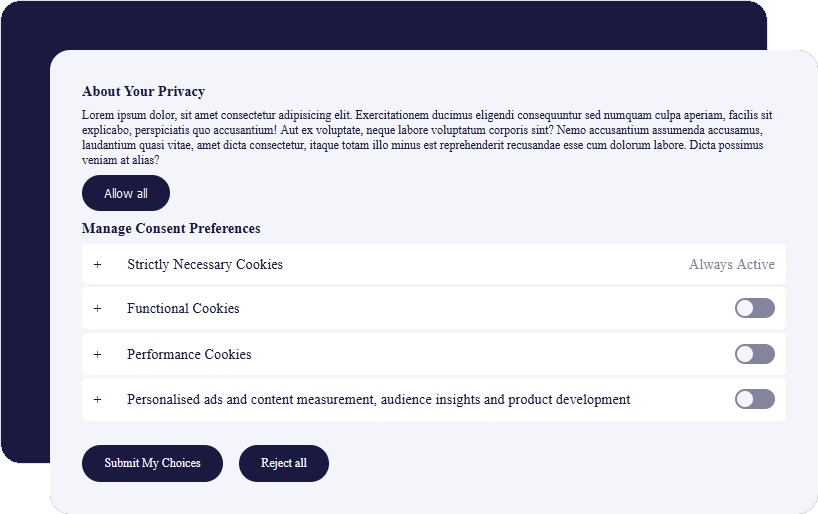 About Your Privacy
Lorem ipsum dolor, sit amet consectetur adipisicing elit. Exercitationem ducimus eligendi consequuntur sed numquam culpa aperiam, facilis sit
explicabo, perspiciatis quo accusantium! Aut ex voluptate, neque labore voluptatum corporis sint? Nemo accusantium assumenda accusamus,
laudantium quasi vitae, amet dicta consectetur, itaque totam illo minus est reprehenderit recusandae esse cum dolorum labore. Dicta possimus
veniam at alias?
Allow all
Manage Consent Preferences
+ Strictly Necessary Cookies Always Active
+ Functional Cookies
+ Performance Cookies
+ Personalised ads and content measurement, audience insights and product development
Submit My Choices Reject all